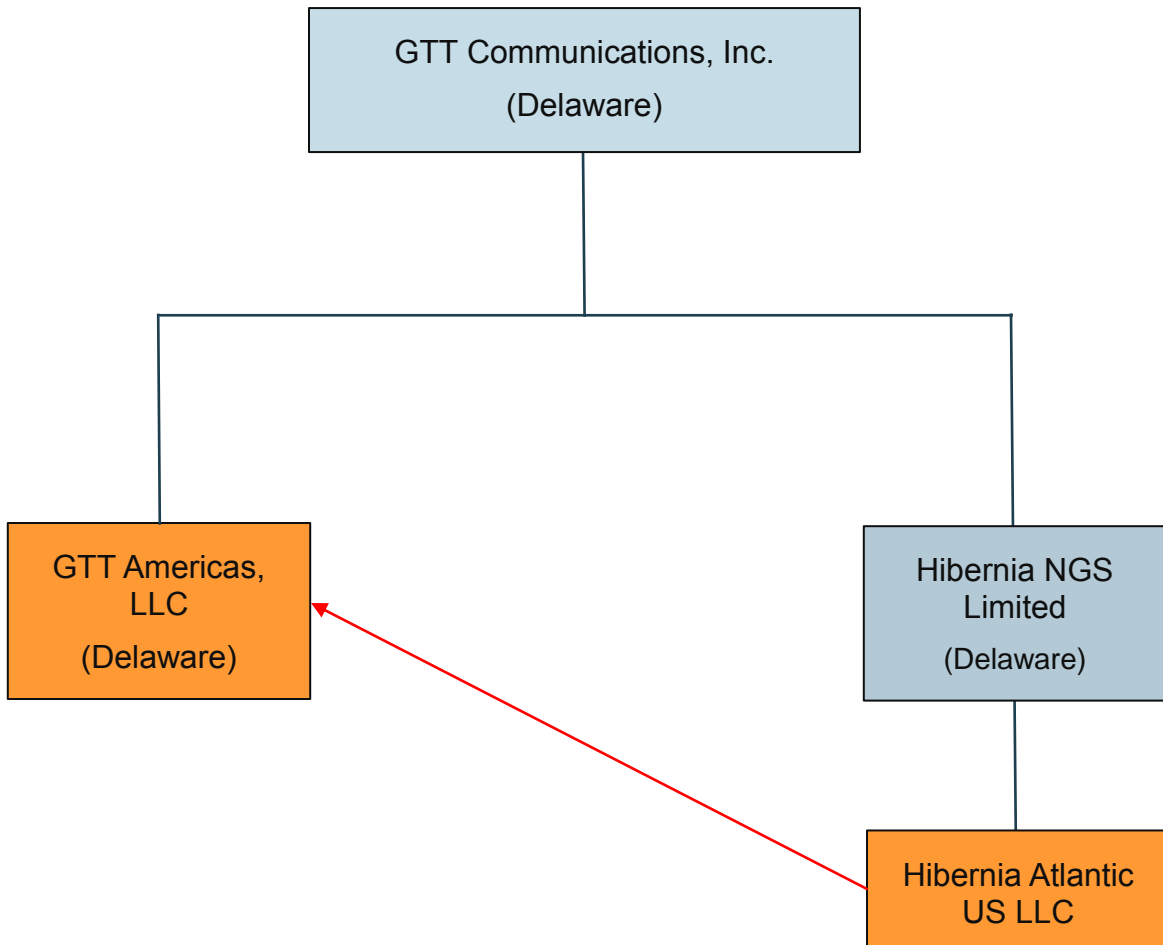 GTT Communications, Inc.
(Delaware)
GTT Americas,
LLC
(Delaware)
Hibernia NGS
Limited
(Delaware)
Hibernia Atlantic
US LLC